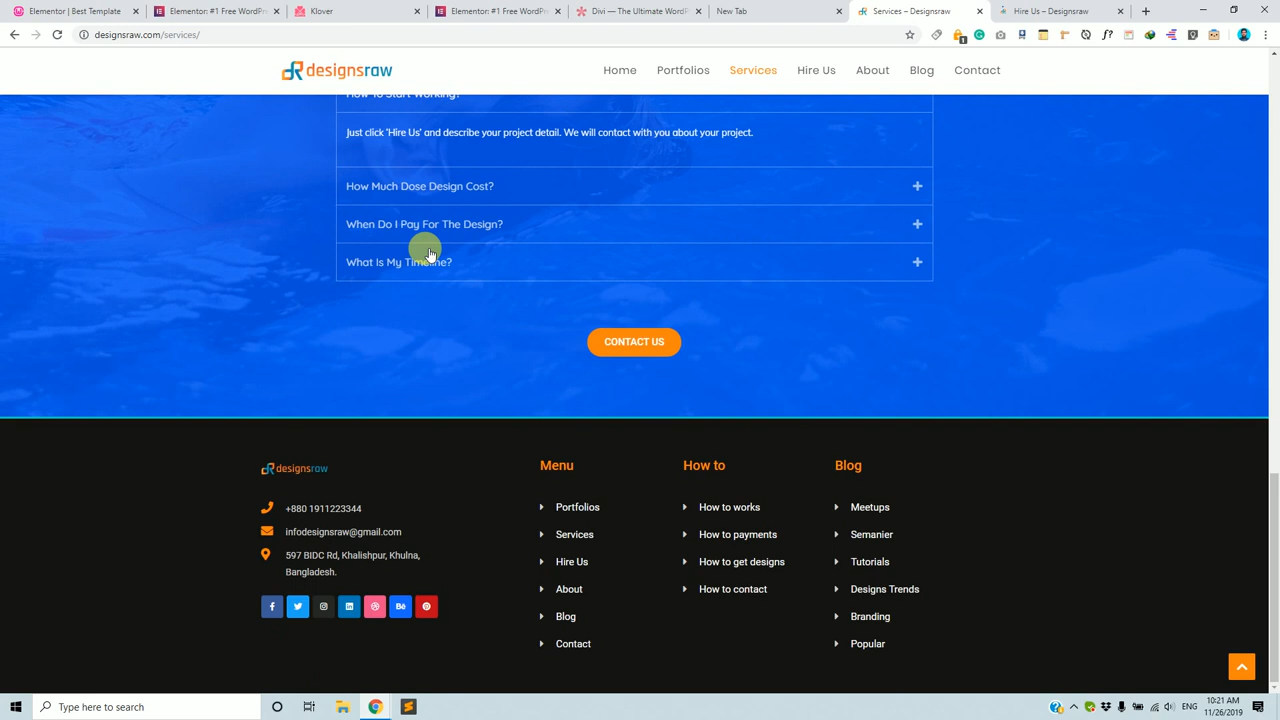 Elementor | Best Template
Elementor: #1 Free WordPr
Klover
Elementor: #1 Free WordPr
Divi — The Ultimate WordP
New Tab
Services – Designsraw
Hire Us – Designsraw
designsraw.com/services/
designsraw
Home
Portfolios
Services
Hire Us
About
Blog
Contact
How To Start Working?
Just click 'Hire Us' and describe your project detail. We will contact with you about your project.
How Much Dose Design Cost?
When Do I Pay For The Design?
What Is My Timeline?
CONTACT US
designsraw
+880 1911223344
infodesignsraw@gmail.com
597 BIDC Rd, Khalishpur, Khulna,
Bangladesh.
Menu
Portfolios
Services
Hire Us
About
Blog
Contact
How to
How to works
How to payments
How to get designs
How to contact
Blog
Meetups
Semanier
Tutorials
Designs Trends
Branding
Popular
Type here to search
ENG
10:21 AM
11/26/2019